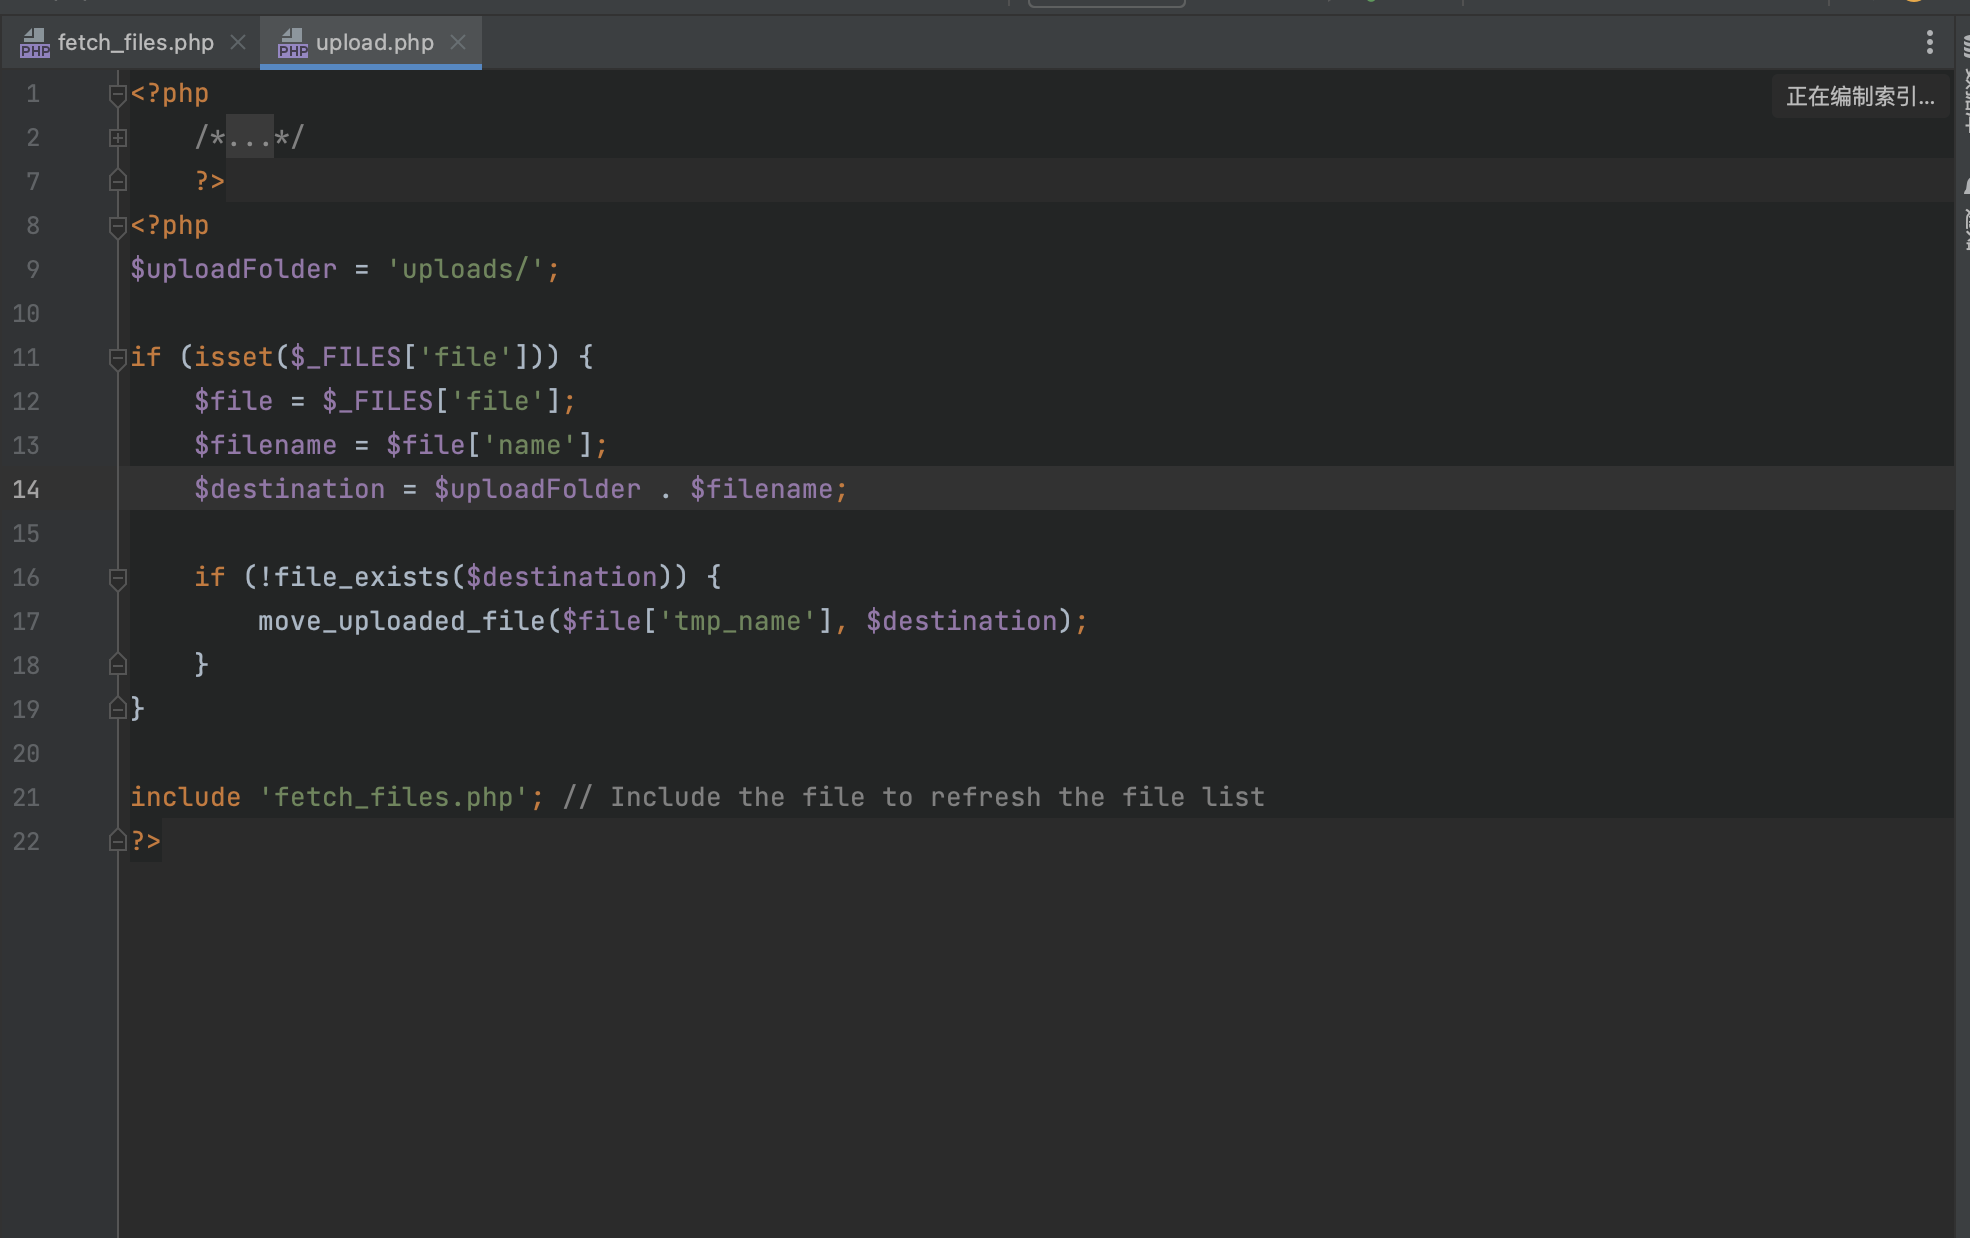 fetch_files.php
upload.php
正在编制索引...
1 <?php
2 /*...*/
7 ?>
8 <?php
9 $uploadFolder = 'uploads/';
10
11 if (isset($_FILES['file'])) {
12 $file = $_FILES['file'];
13 $filename = $file['name'];
14 $destination = $uploadFolder . $filename;
15
16 if (!file_exists($destination)) {
17 move_uploaded_file($file['tmp_name'], $destination);
18 }
19 }
20
21 include 'fetch_files.php'; // Include the file to refresh the file list
22 ?>